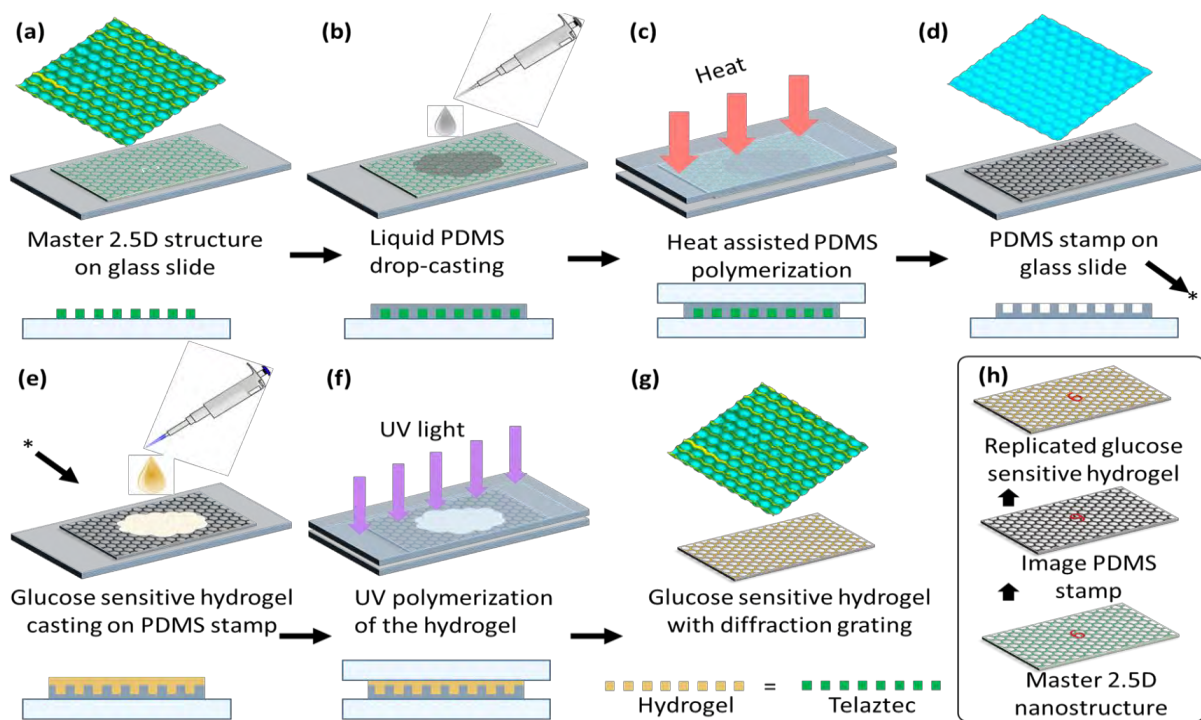 (a)
Master 2.5D structure
on glass slide
(b)
Liquid PDMS
drop-casting
(c)
Heat
Heat assisted PDMS
polymerization
(d)
PDMS stamp on
glass slide
*
(e)
*
Glucose sensitive hydrogel
casting on PDMS stamp
(f)
UV light
UV polymerization
of the hydrogel
(g)
Glucose sensitive hydrogel
with diffraction grating
Hydrogel
=
Telaztec
(h)
6
Replicated glucose
sensitive hydrogel
Image PDMS
stamp
6
Master 2.5D
nanostructure